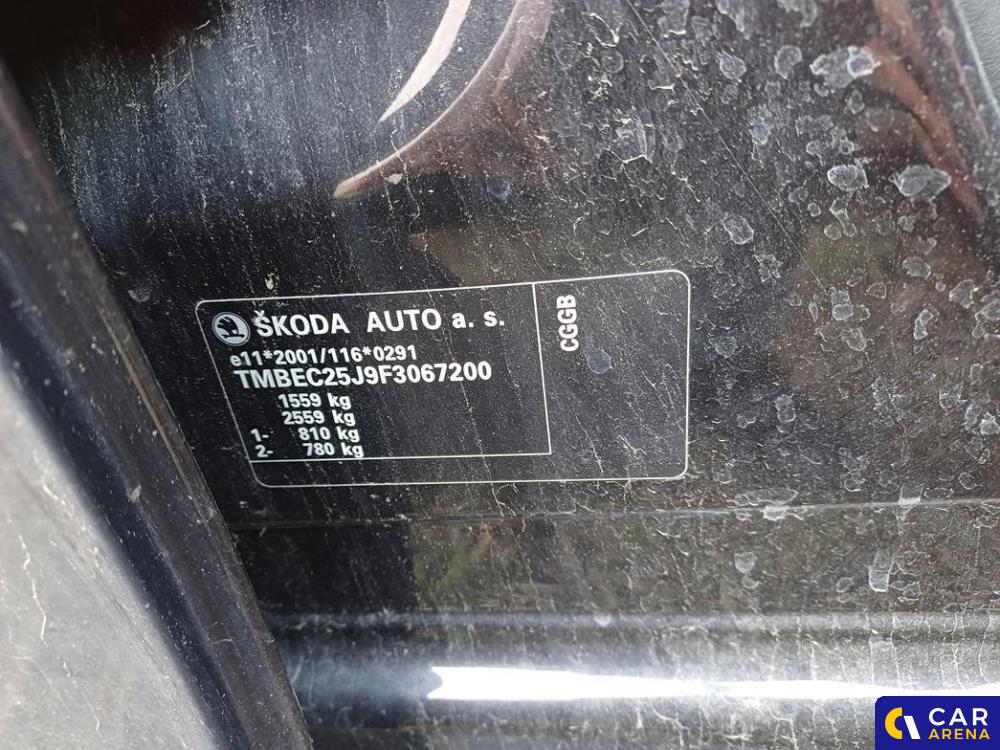 ŠKODA AUTO a. s.
e11*2001/116*0291
TMBEC25J9F3067200
1559 kg
2559 kg
1- 810 kg
2- 780 kg
CGGB
CAR
ARENA